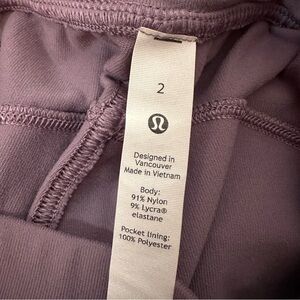 2
Designed in
Vancouver
Made in Vietnam
Body:
91% Nylon
9% Lycra®
elastane
Pocket lining:
100% Polyester